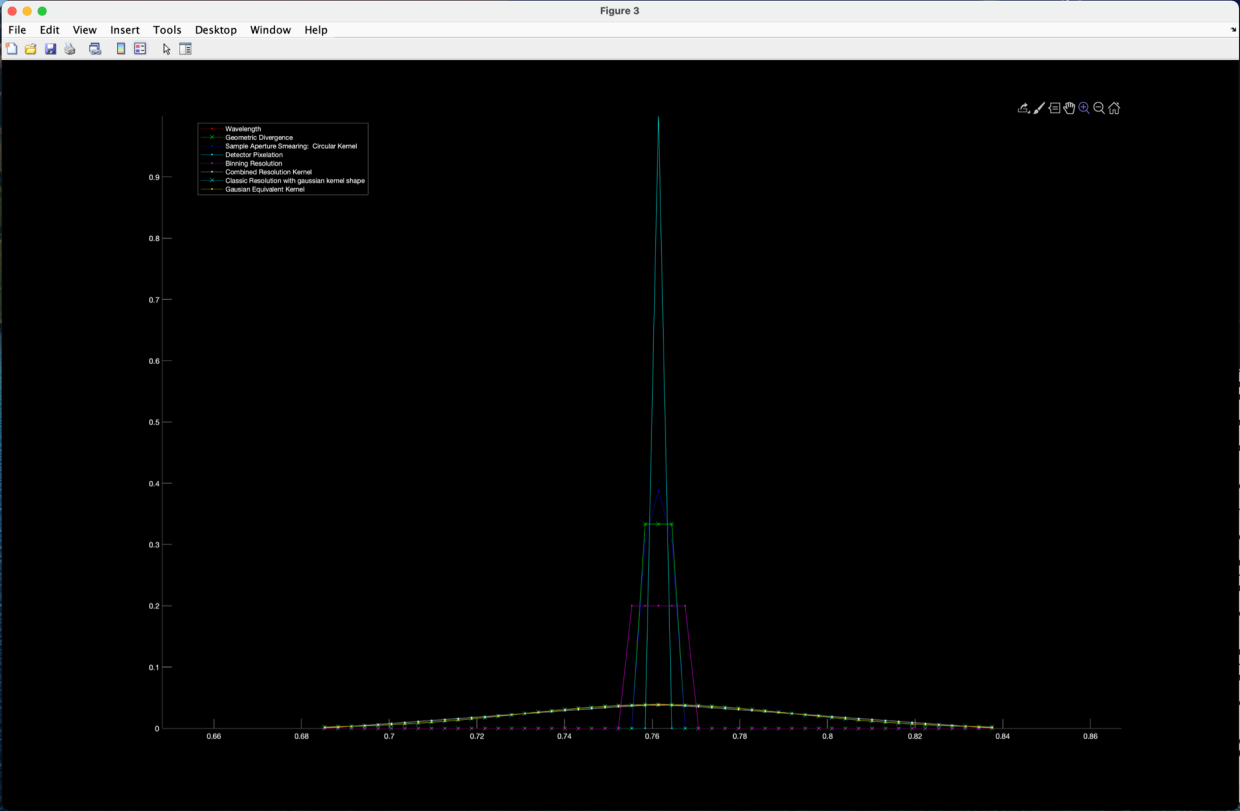 Figure 3
File Edit View Insert Tools Desktop Window Help
Wavelength
Geometric Divergence
Sample Aperture Smearing: Circular Kernel
Detector Pixelation
Binning Resolution
Combined Resolution Kernel
Classic Resolution with gaussian kernel shape
Gausian Equivalent Kernel
0.9
0.8
0.7
0.6
0.5
0.4
0.3
0.2
0.1
0
0.66 0.68 0.7 0.72 0.74 0.76 0.78 0.8 0.82 0.84 0.86